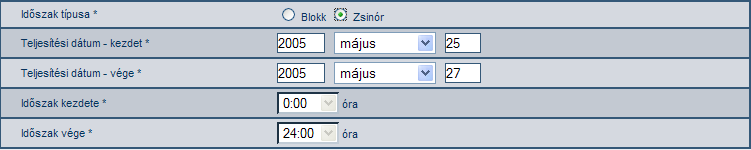 Időszak típusa * Blokk Zsinór
Teljesítési dátum - kezdet * 2005 május 25
Teljesítési dátum - vége * 2005 május 27
Időszak kezdete * 0:00 óra
Időszak vége * 24:00 óra